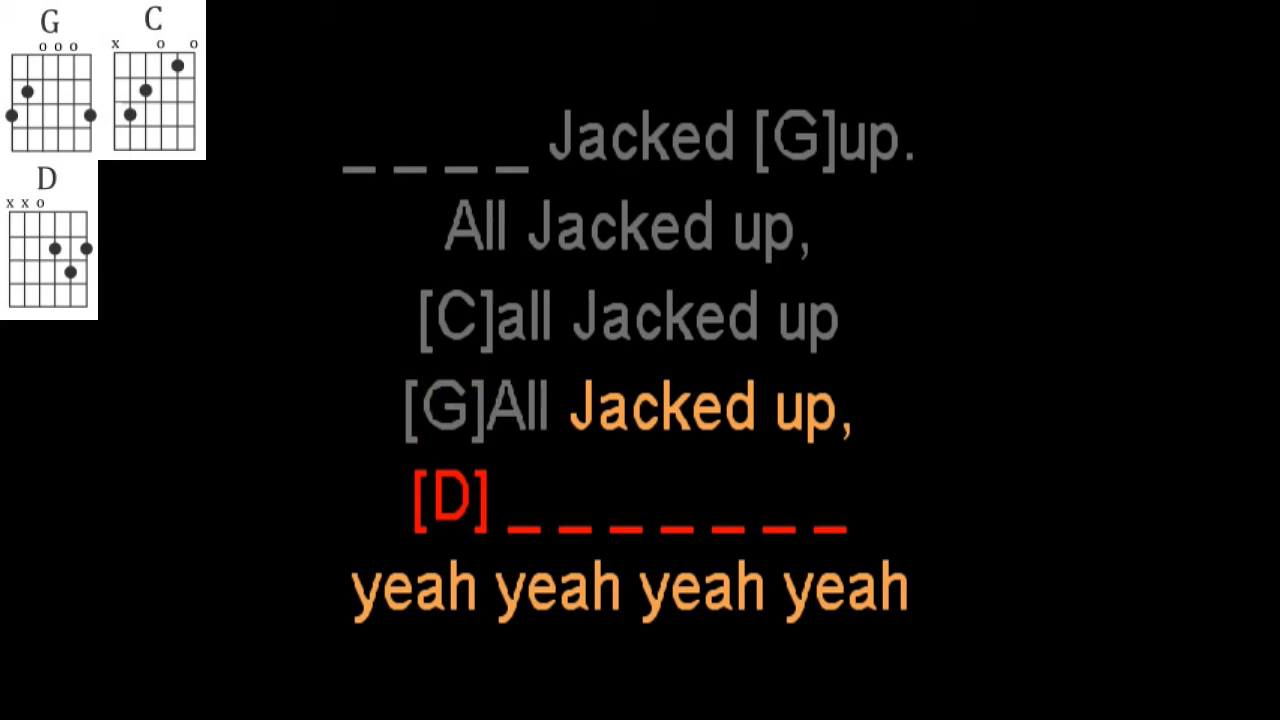 G
C
o o o
x o o
D
x x o
_ _ _ _ Jacked [G]up.
All Jacked up,
[C]all Jacked up
[G]All Jacked up,
[D] _ _ _ _ _ _ _
yeah yeah yeah yeah